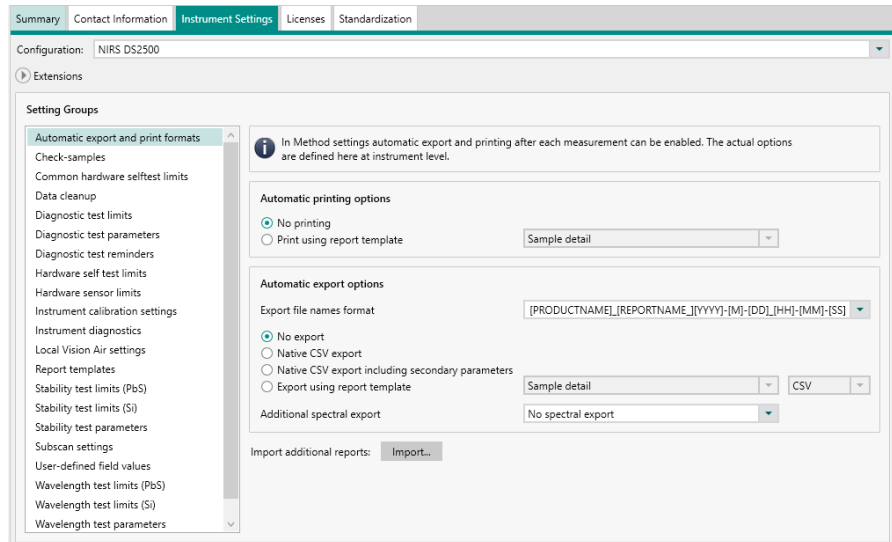 Summary Contact Information Instrument Settings Licenses Standardization
Configuration: NIRS DS2500
Extensions
Setting Groups
Automatic export and print formats
Check-samples
Common hardware selftest limits
Data cleanup
Diagnostic test limits
Diagnostic test parameters
Diagnostic test reminders
Hardware self test limits
Hardware sensor limits
Instrument calibration settings
Instrument diagnostics
Local Vision Air settings
Report templates
Stability test limits (PbS)
Stability test limits (Si)
Stability test parameters
Subscan settings
User-defined field values
Wavelength test limits (PbS)
Wavelength test limits (Si)
Wavelength test parameters
In Method settings automatic export and printing after each measurement can be enabled. The actual options
are defined here at instrument level.
Automatic printing options
No printing
Print using report template Sample detail
Automatic export options
Export file names format [PRODUCTNAME]_[REPORTNAME_][YYYY]-[M]-[DD]_[HH]-[MM]-[SS]
No export
Native CSV export
Native CSV export including secondary parameters
Export using report template Sample detail CSV
Additional spectral export No spectral export
Import additional reports: Import...